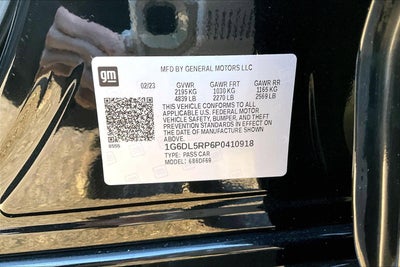 gm
MFD BY GENERAL MOTORS LLC
02/23 GVWR GAWR FRT GAWR RR
2195 KG 1030 KG 1165 KG
4839 LB 2270 LB 2569 LB
THIS VEHICLE CONFORMS TO ALL
APPLICABLE U.S. FEDERAL MOTOR
VEHICLE SAFETY, BUMPER, AND THEFT
PREVENTION STANDARDS IN EFFECT ON
THE DATE OF MANUFACTURE SHOWN
ABOVE.
1G6DL5RP6P0410918
TYPE: PASS CAR
MODEL: 6B6DF69